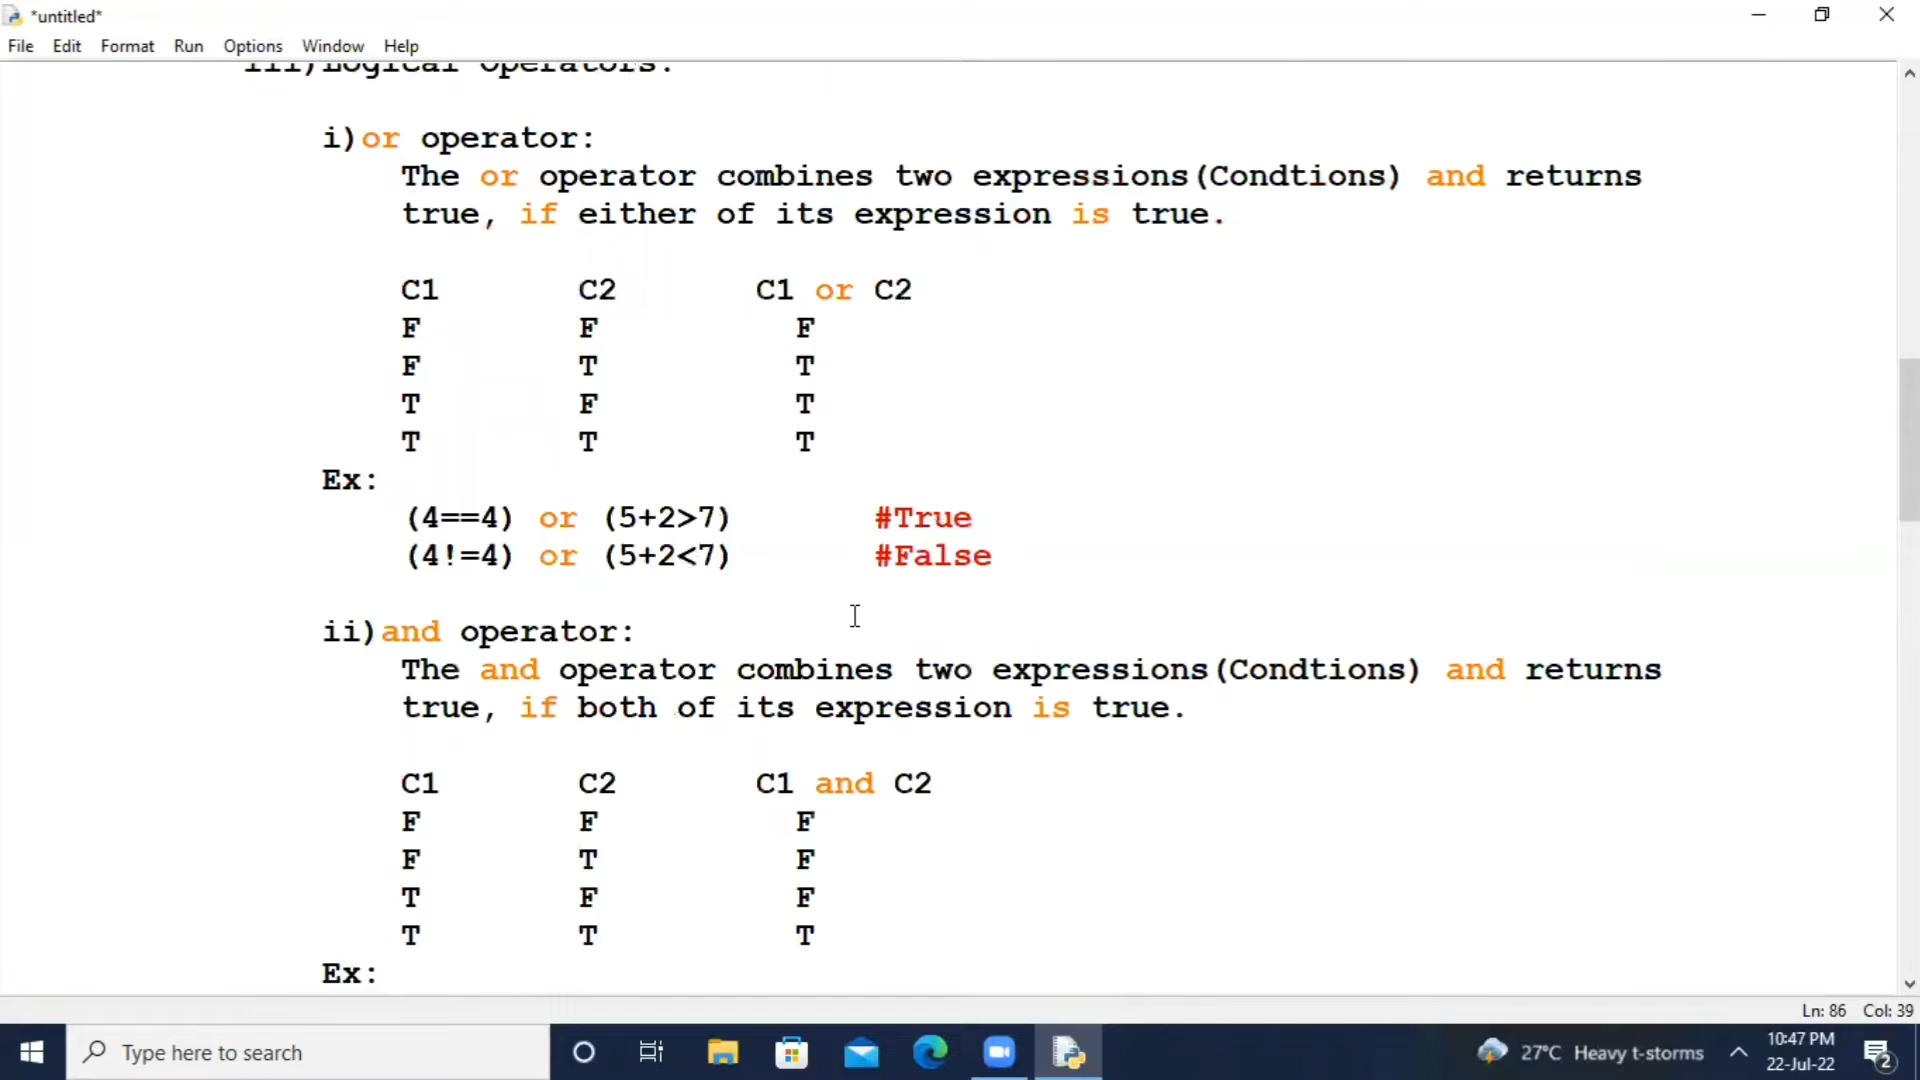 *untitled*
File Edit Format Run Options Window Help
iii)Logical Operators:
i)or operator:
The or operator combines two expressions(Condtions) and returns
true, if either of its expression is true.
C1 C2 C1 or C2
F F F
F T T
T F T
T T T
Ex:
(4==4) or (5+2>7) #True
(4!=4) or (5+2<7) #False
ii)and operator:
The and operator combines two expressions(Condtions) and returns
true, if both of its expression is true.
C1 C2 C1 and C2
F F F
F T F
T F F
T T T
Ex:
Ln: 86 Col: 39
Type here to search
27°C Heavy t-storms
10:47 PM
22-Jul-22
2